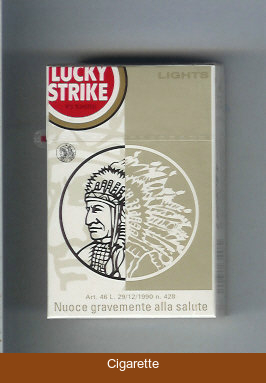 LUCKY
STRIKE
LIGHTS
Art. 46 L. 29/12/1990 n. 428
Nuoce gravemente alla salute
Cigarette